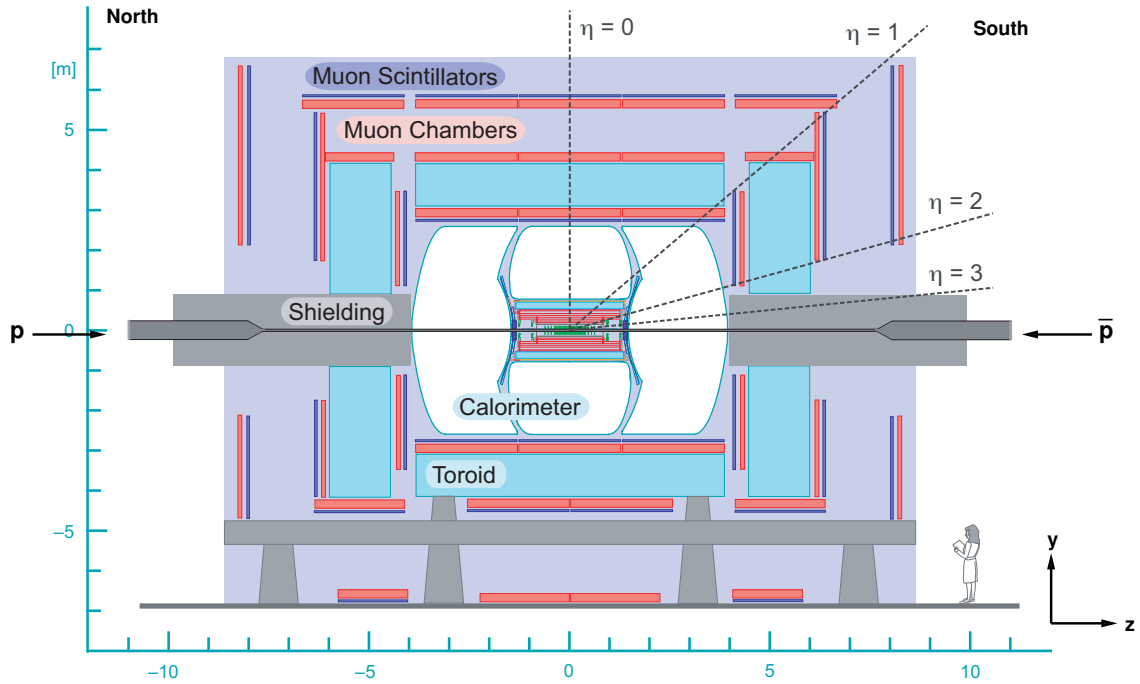 North
South
η = 0
η = 1
η = 2
η = 3
[m]
Muon Scintillators
Muon Chambers
5
0
–5
Shielding
p
p̅
Calorimeter
Toroid
y
z
–10
–5
0
5
10